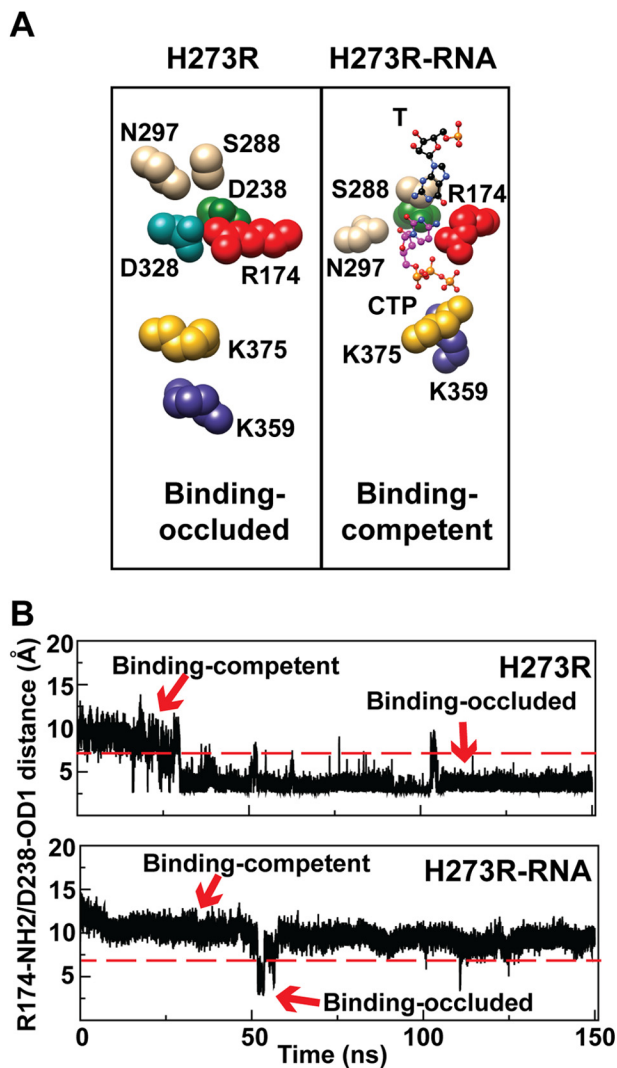 A
H273R
H273R-RNA
N297
S288
D238
D328
R174
K375
K359
Binding-
occluded
T
S288
R174
N297
CTP
K375
K359
Binding-
competent
B
R174-NH2/D238-OD1 distance (Å)
20
15
10
5
Binding-competent
H273R
Binding-occluded
20
15
10
5
Binding-competent
H273R-RNA
Binding-occluded
0
50
100
150
Time (ns)